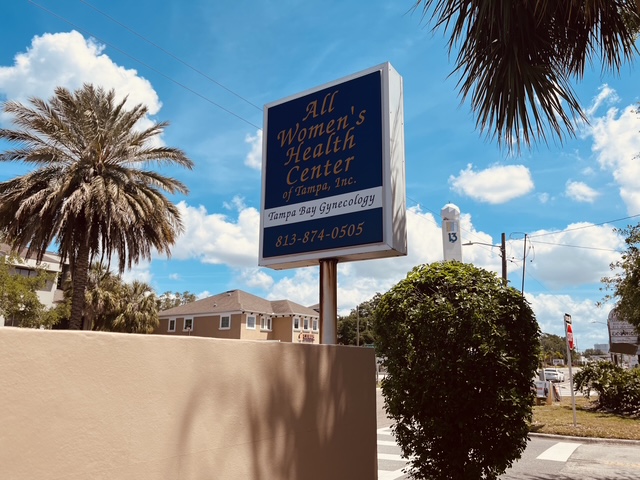 All
Women's
Health
Center
of Tampa, Inc.
Tampa Bay Gynecology
813-874-0505
13